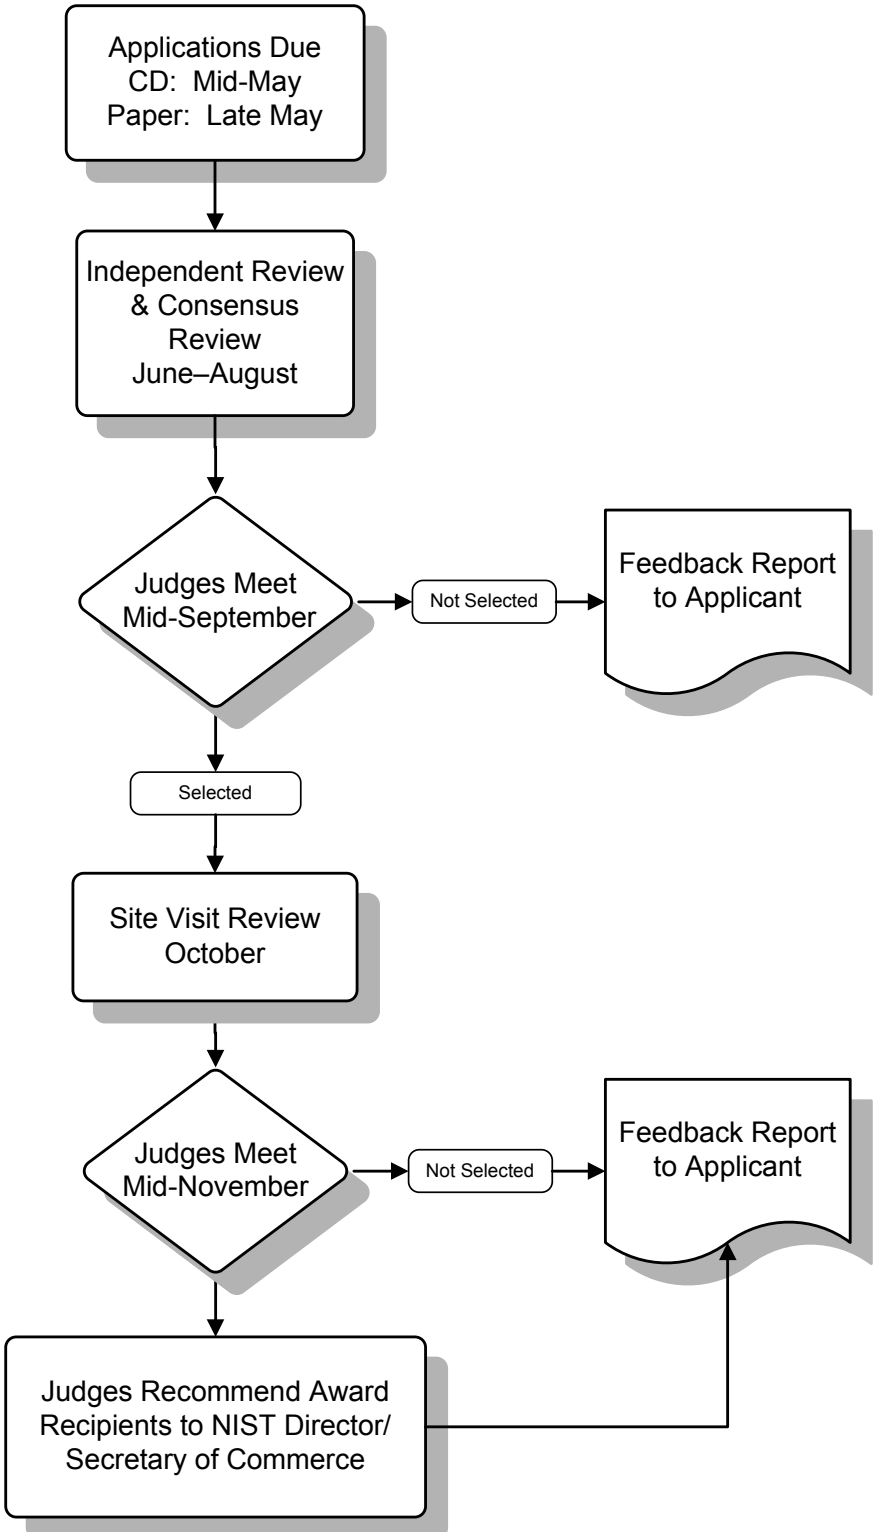 Applications Due
CD: Mid-May
Paper: Late May
Independent Review
& Consensus
Review
June–August
Judges Meet
Mid-September
Not Selected
Feedback Report
to Applicant
Selected
Site Visit Review
October
Judges Meet
Mid-November
Not Selected
Feedback Report
to Applicant
Judges Recommend Award
Recipients to NIST Director/
Secretary of Commerce